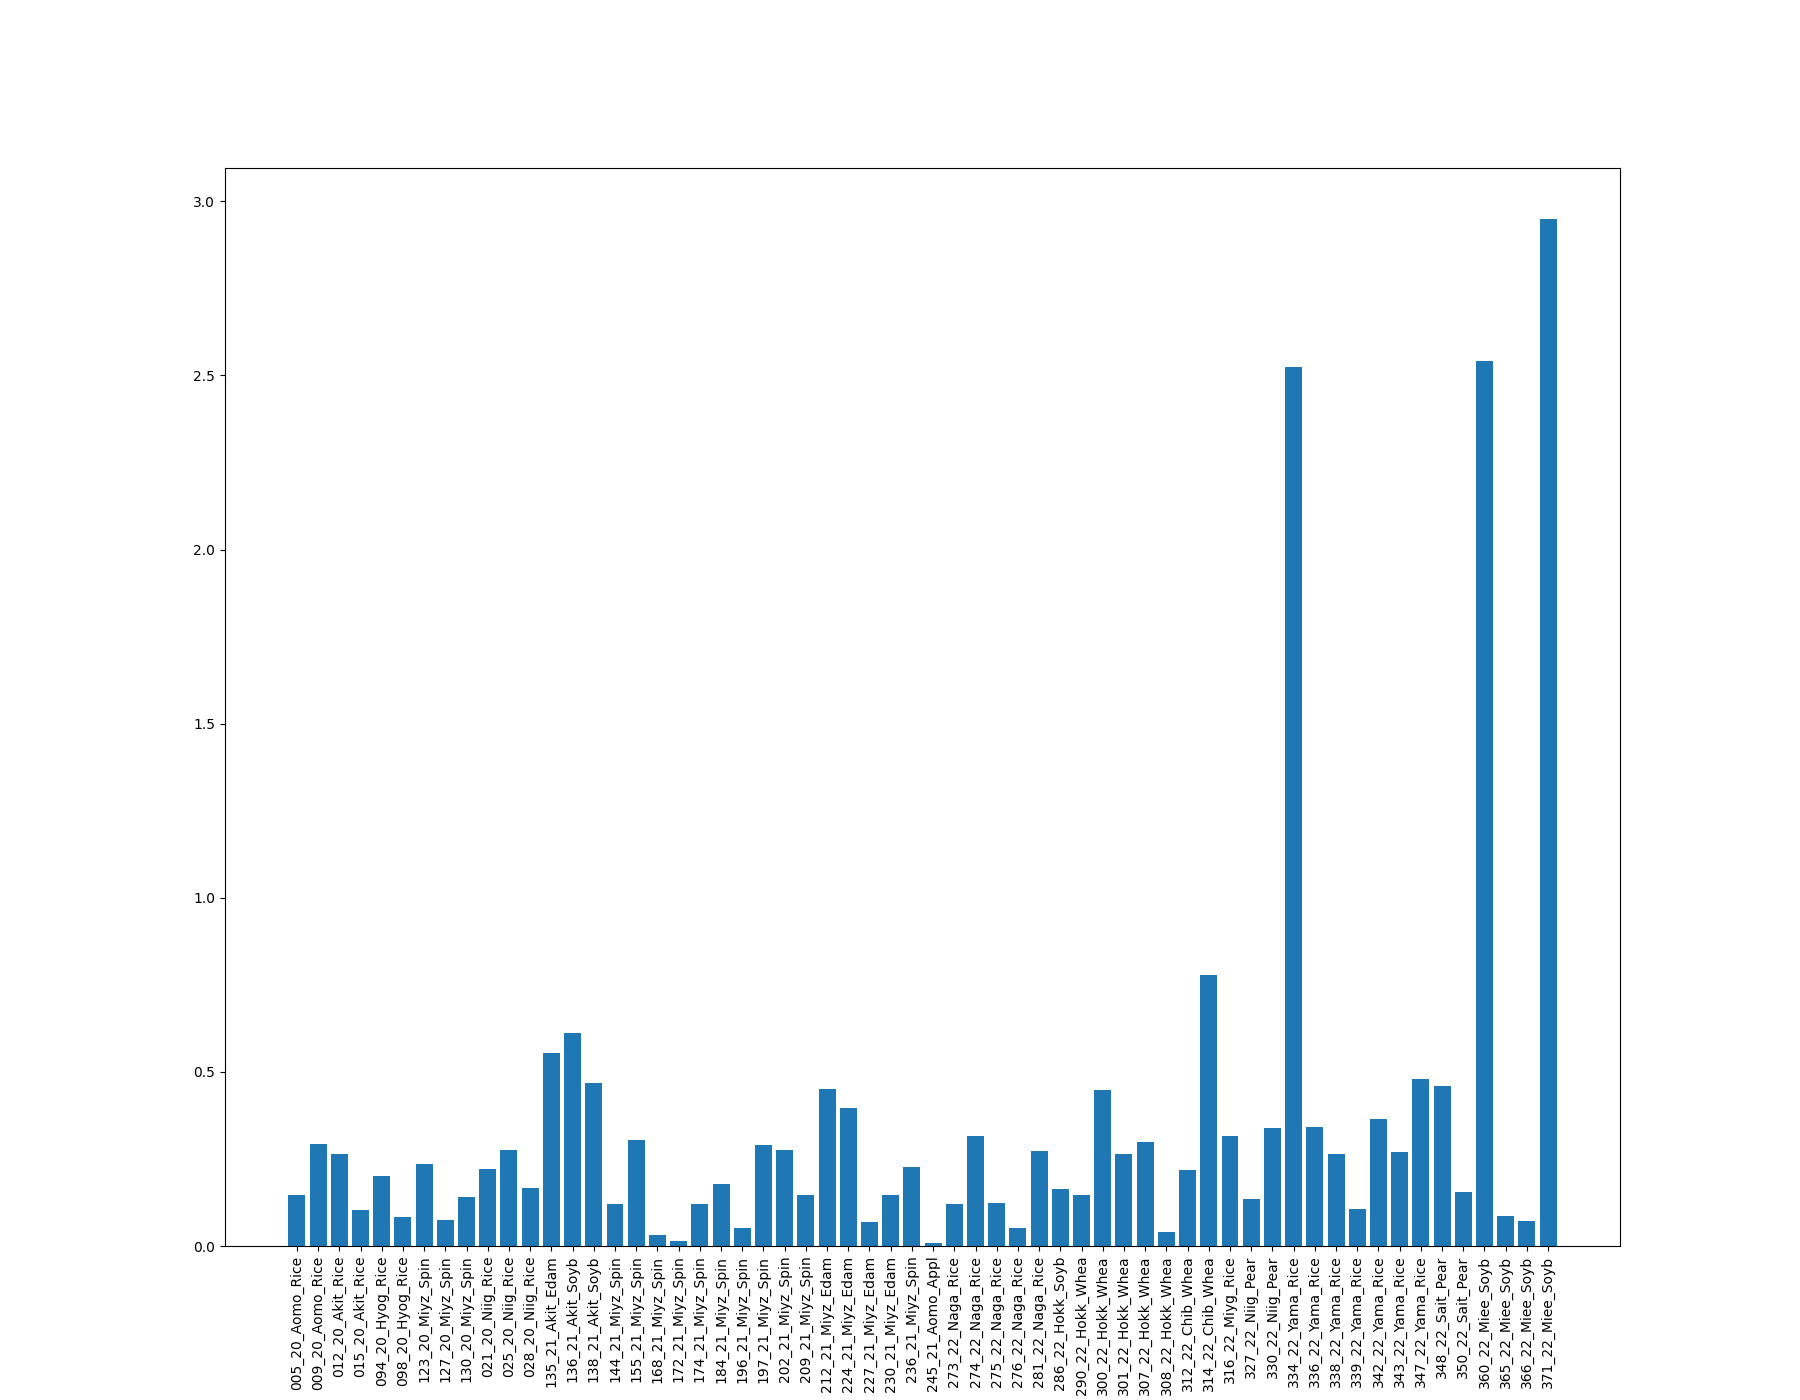 3.0
2.5
2.0
1.5
1.0
0.5
0.0
005_20_Aomo_Rice
009_20_Aomo_Rice
012_20_Akit_Rice
015_20_Akit_Rice
094_20_Hyog_Rice
098_20_Hyog_Rice
123_20_Miyz_Spin
127_20_Miyz_Spin
130_20_Miyz_Spin
021_20_Niig_Rice
025_20_Niig_Rice
028_20_Niig_Rice
135_21_Akit_Edam
136_21_Akit_Soyb
138_21_Akit_Soyb
144_21_Miyz_Spin
155_21_Miyz_Spin
168_21_Miyz_Spin
172_21_Miyz_Spin
174_21_Miyz_Spin
184_21_Miyz_Spin
196_21_Miyz_Spin
197_21_Miyz_Spin
202_21_Miyz_Spin
209_21_Miyz_Spin
212_21_Miyz_Edam
224_21_Miyz_Edam
227_21_Miyz_Edam
230_21_Miyz_Edam
236_21_Miyz_Spin
245_21_Aomo_Appl
273_22_Naga_Rice
274_22_Naga_Rice
275_22_Naga_Rice
276_22_Naga_Rice
281_22_Naga_Rice
286_22_Hokk_Soyb
290_22_Hokk_Whea
300_22_Hokk_Whea
301_22_Hokk_Whea
307_22_Hokk_Whea
308_22_Hokk_Whea
312_22_Chib_Whea
314_22_Chib_Whea
316_22_Miyg_Rice
327_22_Niig_Pear
330_22_Niig_Pear
334_22_Yama_Rice
336_22_Yama_Rice
338_22_Yama_Rice
339_22_Yama_Rice
342_22_Yama_Rice
343_22_Yama_Rice
347_22_Yama_Rice
348_22_Sait_Pear
350_22_Sait_Pear
360_22_Miee_Soyb
365_22_Miee_Soyb
366_22_Miee_Soyb
371_22_Miee_Soyb